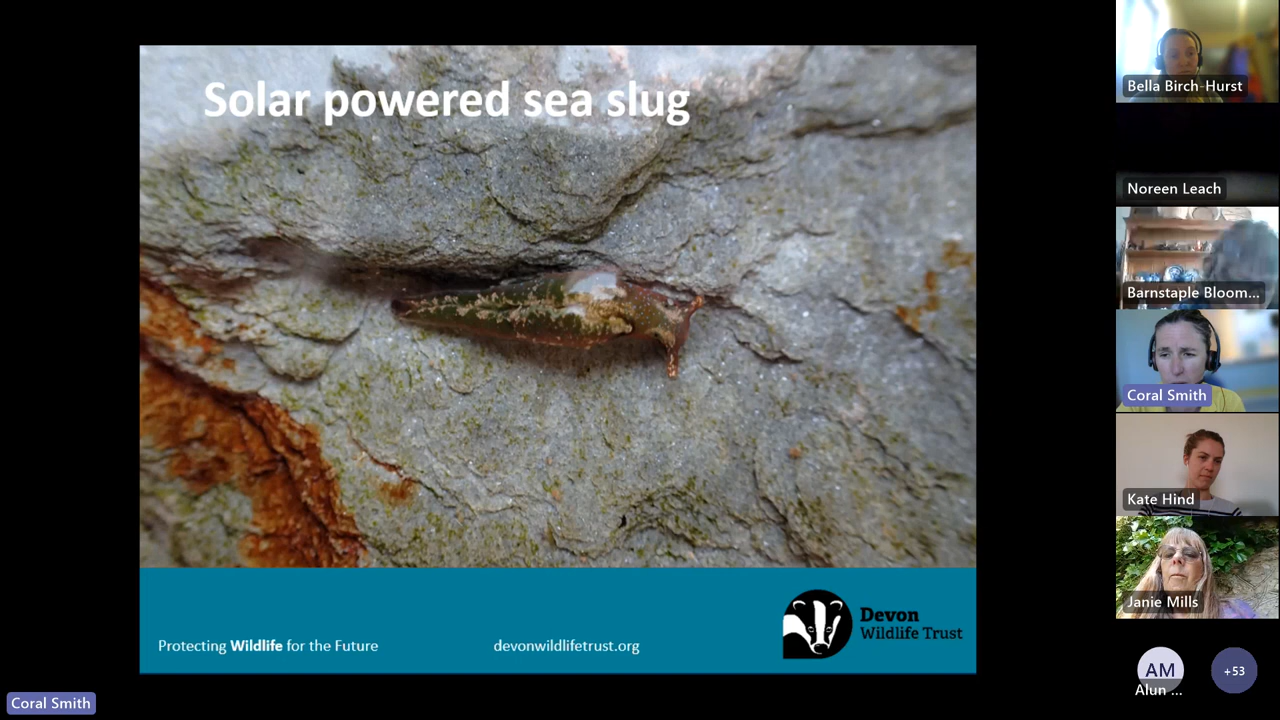 Solar powered sea slug
Protecting Wildlife for the Future
devonwildlifetrust.org
Devon
Wildlife Trust
Bella Birch-Hurst
Noreen Leach
Barnstaple Bloom...
Coral Smith
Kate Hind
Janie Mills
AM
Alun ...
+53
Coral Smith